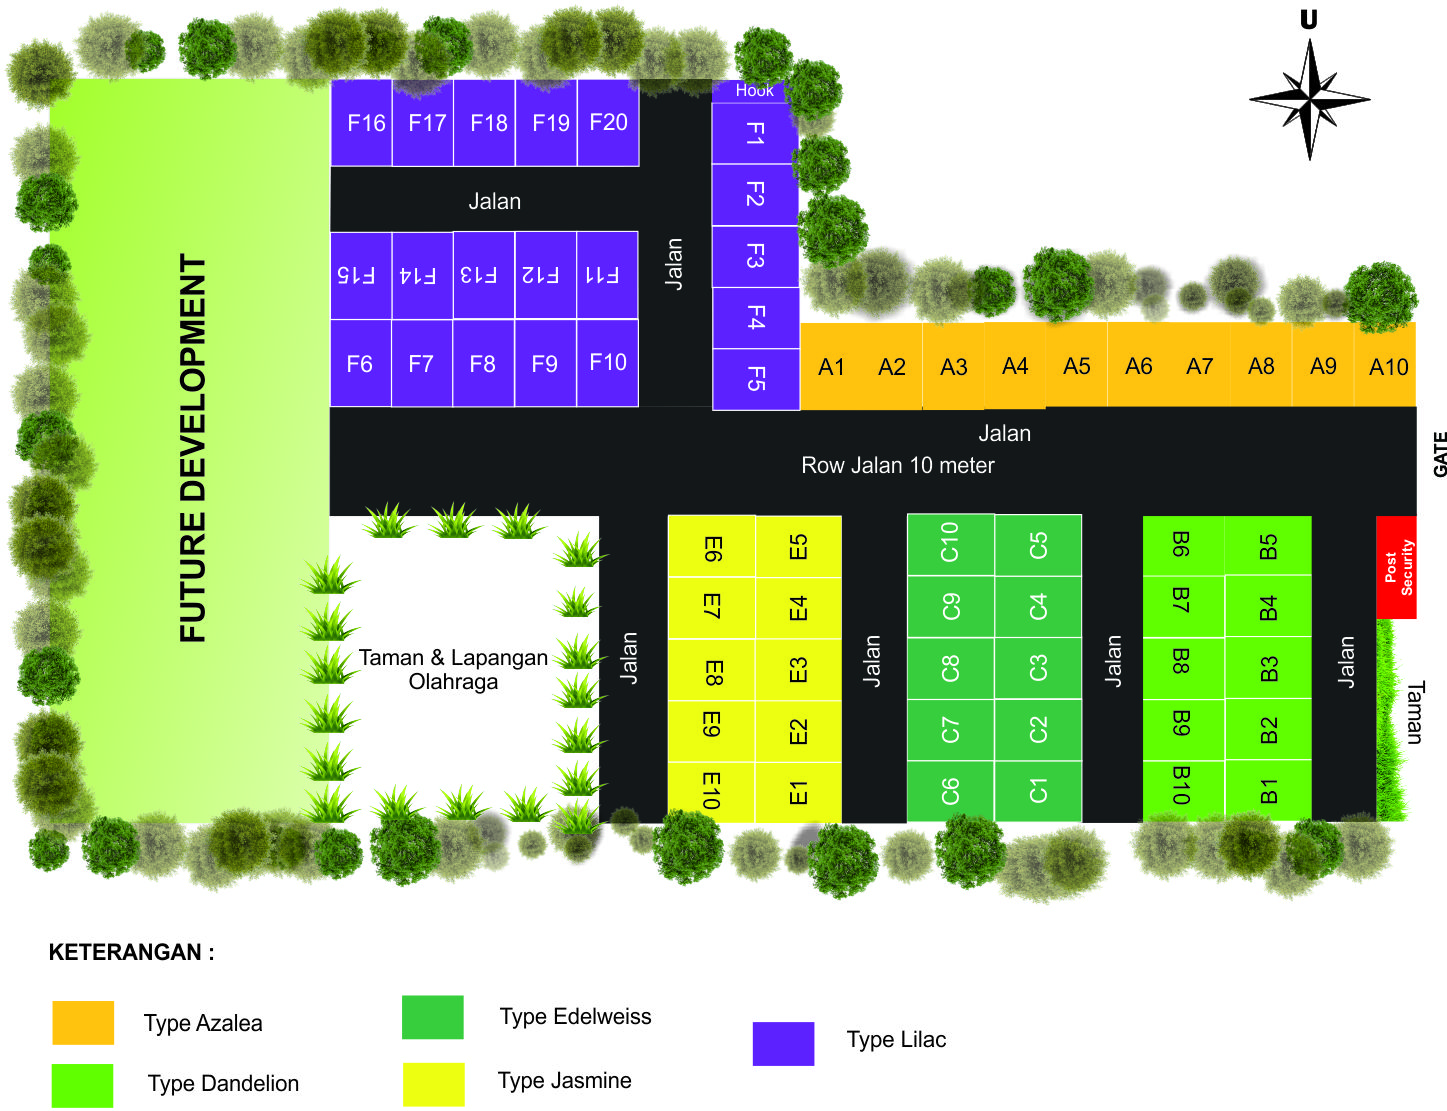 U
Hook
F16 F17 F18 F19 F20
F1
Jalan
F2
Jalan
F3
F15 F14 F13 F12 F11
F4
F6 F7 F8 F9 F10
F5
A1 A2 A3 A4 A5 A6 A7 A8 A9 A10
FUTURE DEVELOPMENT
Jalan
Row Jalan 10 meter
GATE
E6 E5 C10 C5 B6 B5
Post
Security
E7 E4 C9 C4 B7 B4
Taman & Lapangan
Olahraga
Jalan
E8 E3
Jalan
C8 C3
Jalan
B8 B3
Jalan
Taman
E9 E2 C7 C2 B9 B2
E10 E1 C6 C1 B10 B1
KETERANGAN :
Type Azalea
Type Dandelion
Type Edelweiss
Type Jasmine
Type Lilac